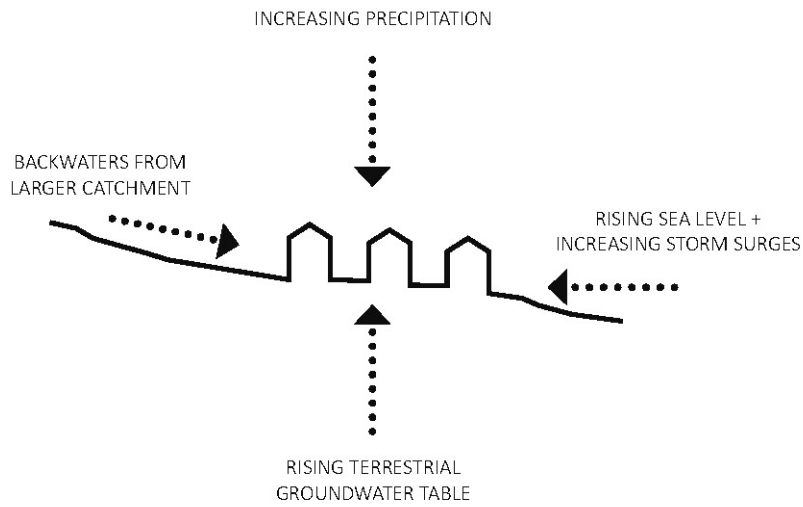 INCREASING PRECIPITATION
BACKWATERS FROM
LARGER CATCHMENT
RISING SEA LEVEL +
INCREASING STORM SURGES
RISING TERRESTRIAL
GROUNDWATER TABLE